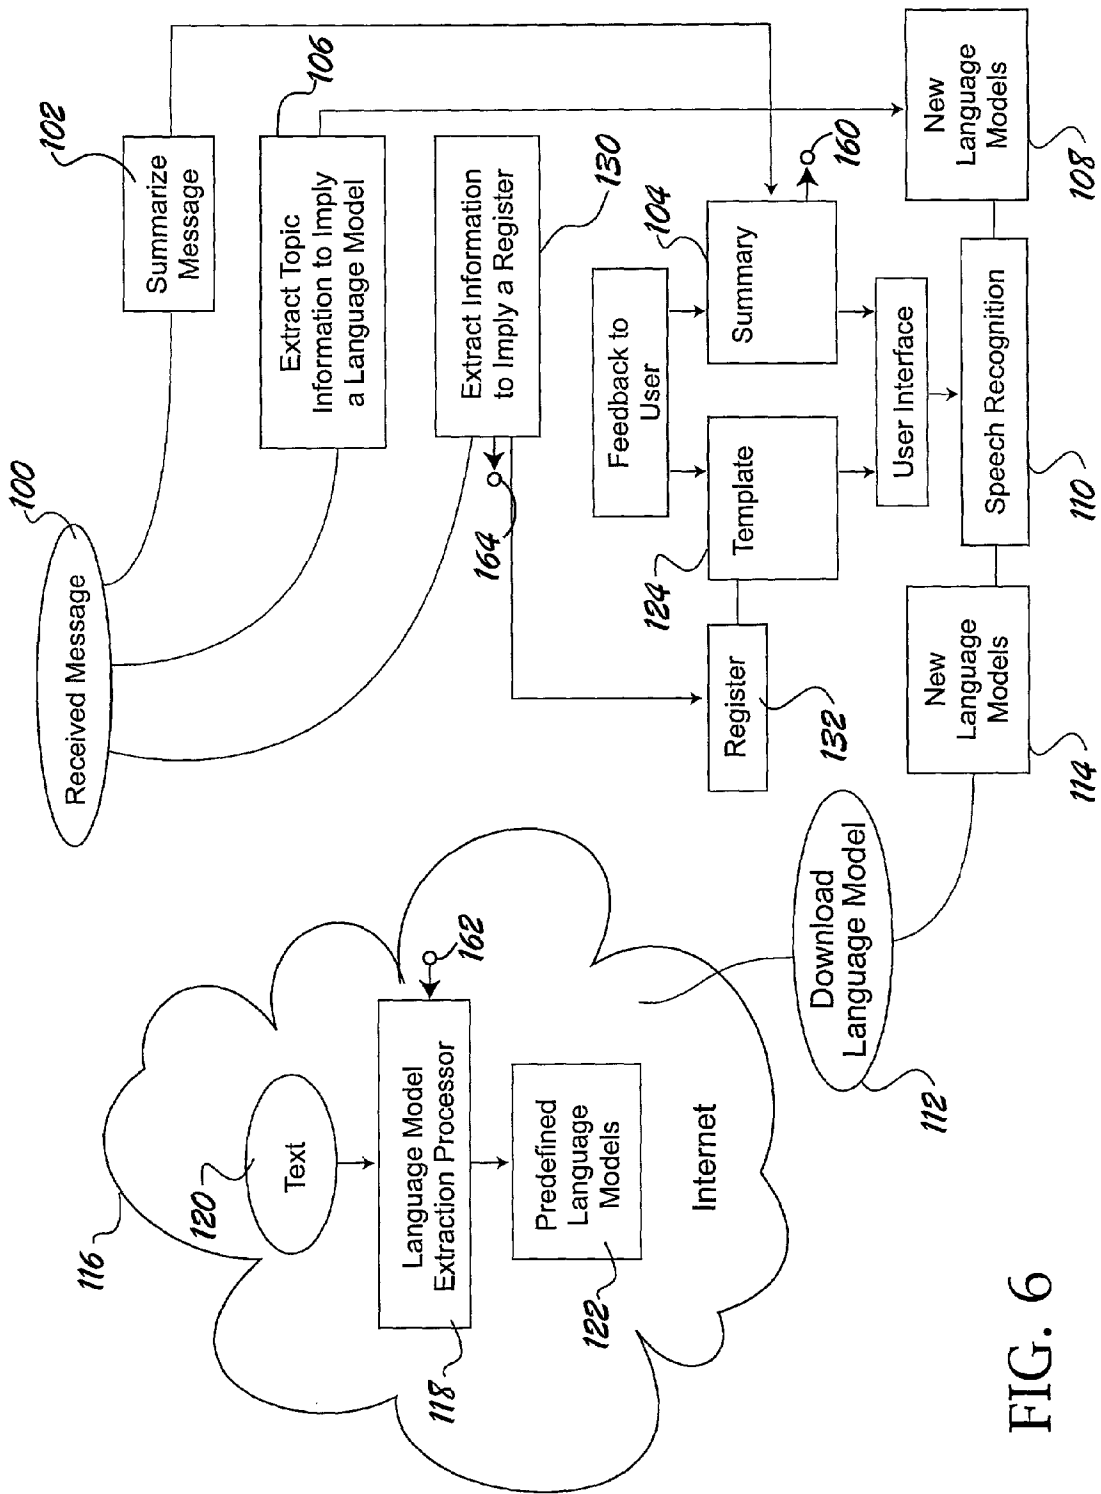 116
120
Text
Language Model
Extraction Processor
118
162
Predefined
Language
Models
122
Internet
Download
Language Model
112
Received Message
100
Summarize
Message
102
Extract Topic
Information to Imply
a Language Model
106
Extract Information
to Imply a Register
130
164
Feedback to
User
Register
132
Template
124
Summary
104
160
User Interface
New
Language
Models
114
Speech Recognition
110
New
Language
Models
108
FIG. 6